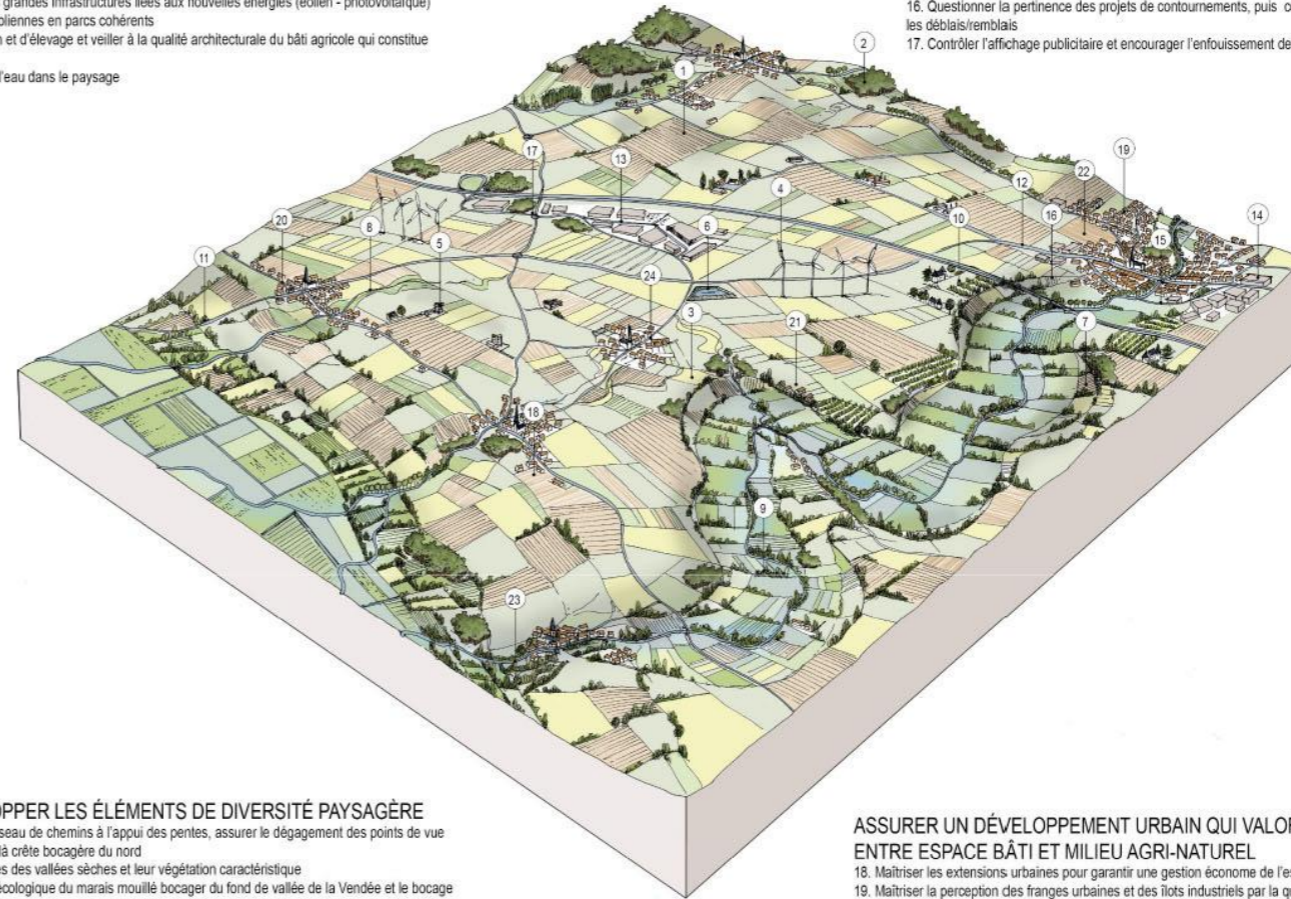 grandes infrastructures liées aux nouvelles énergies (éolien - photovoltaïque)
oliennes en parcs cohérents
n et d'élevage et veiller à la qualité architecturale du bâti agricole qui constitue
l'eau dans le paysage
16. Questionner la pertinence des projets de contournements, puis c
les déblais/remblais
17. Contrôler l'affichage publicitaire et encourager l'enfouissement de
1
2
17
13
4
12
22
19
14
20
8
5
6
10
16
15
11
24
3
21
7
18
9
23
OPPER LES ÉLÉMENTS DE DIVERSITÉ PAYSAGÈRE
seau de chemins à l'appui des pentes, assurer le dégagement des points de vue
là crête bocagère du nord
es des vallées sèches et leur végétation caractéristique
écologique du marais mouillé bocager du fond de vallée de la Vendée et le bocage
ASSURER UN DÉVELOPPEMENT URBAIN QUI VALOR
ENTRE ESPACE BÂTI ET MILIEU AGRI-NATUREL
18. Maîtriser les extensions urbaines pour garantir une gestion économe de l'es
19. Maîtriser la perception des franges urbaines et des îlots industriels par la qu